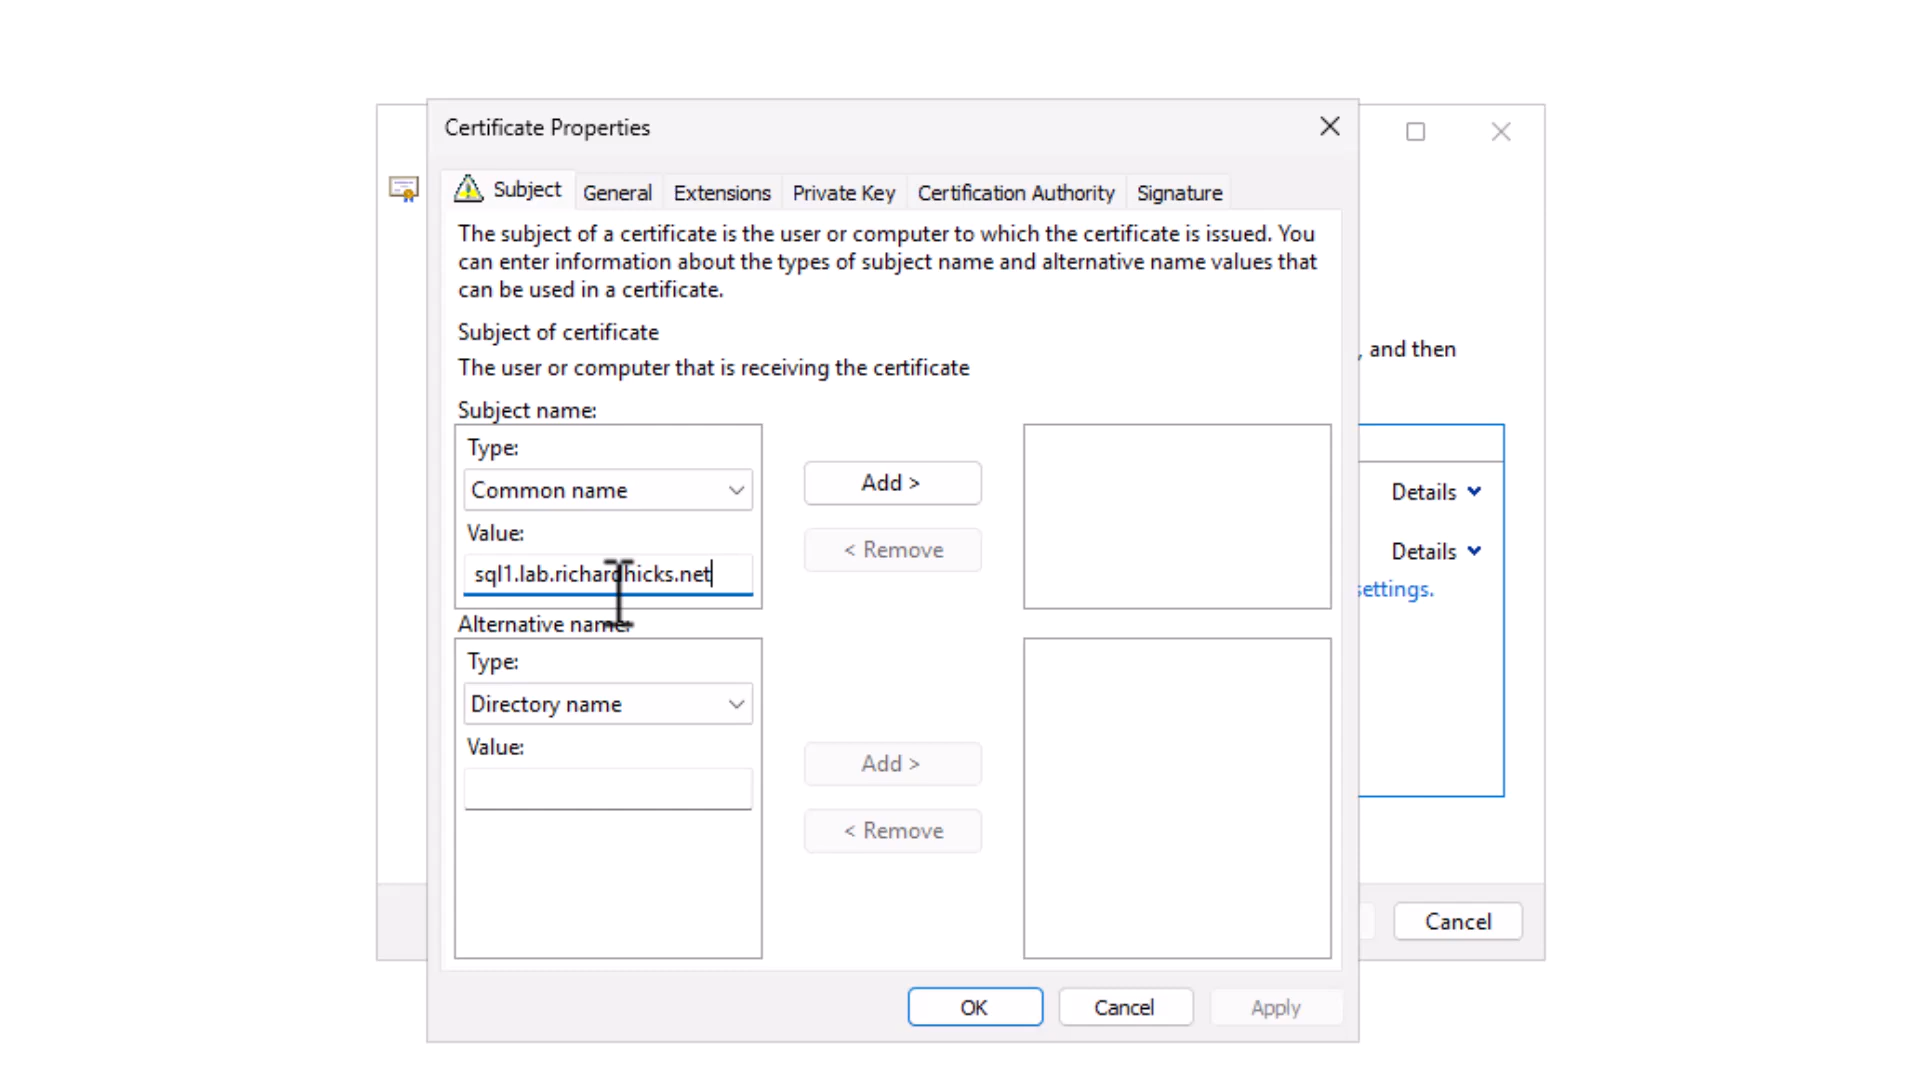 Certificate Properties
Subject
General
Extensions
Private Key
Certification Authority
Signature
The subject of a certificate is the user or computer to which the certificate is issued. You
can enter information about the types of subject name and alternative name values that
can be used in a certificate.
Subject of certificate
The user or computer that is receiving the certificate
, and then
Subject name:
Type:
Common name
Add >
Details
Value:
< Remove
Details
sql1.lab.richardhicks.net
settings.
Alternative name:
Type:
Directory name
Value:
Add >
< Remove
Cancel
OK
Cancel
Apply